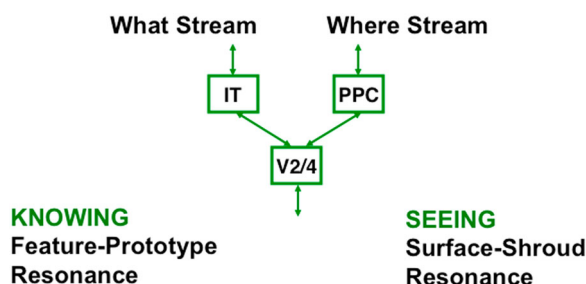 What Stream
Where Stream
IT
PPC
V2/4
KNOWING
Feature-Prototype
Resonance
SEEING
Surface-Shroud
Resonance